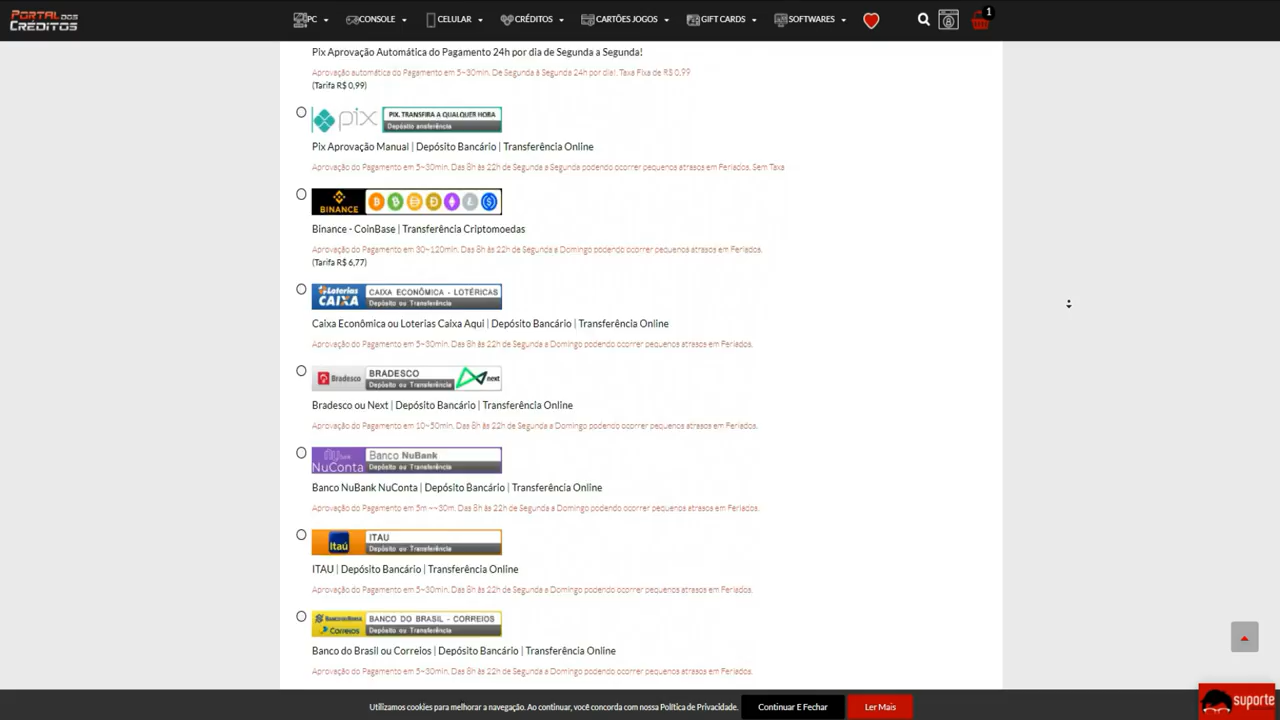 PORTAL DOS CRÉDITOS
PC
CONSOLE
CELULAR
CRÉDITOS
CARTÕES JOGOS
GIFT CARDS
SOFTWARES
1
Pix Aprovação Automática do Pagamento 24h por dia de Segunda a Segunda!
Aprovação automática do Pagamento em 5~30min. De Segunda à Segunda 24h por dia!. Taxa Fixa de R$ 0,99
(Tarifa R$ 0,99)
pix
PIX. TRANSFIRA A QUALQUER HORA
Pix Aprovação Manual | Depósito Bancário | Transferência Online
Aprovação do Pagamento em 5~30min. Das 8h às 22h de Segunda a Segunda podendo ocorrer pequenos atrasos em Feriados. Sem Taxa
BINANCE
Binance - CoinBase | Transferência Criptomoedas
Aprovação do Pagamento em 30~120min. Das 8h às 22h de Segunda a Domingo podendo ocorrer pequenos atrasos em Feriados.
(Tarifa R$ 6,77)
Loterias CAIXA
CAIXA ECONÔMICA - LOTÉRICAS
Depósito ou Transferência
Caixa Econômica ou Loterias Caixa Aqui | Depósito Bancário | Transferência Online
Aprovação do Pagamento em 5~30min. Das 8h às 22h de Segunda a Domingo podendo ocorrer pequenos atrasos em Feriados.
Bradesco
BRADESCO
Depósito ou Transferência
next
Bradesco ou Next | Depósito Bancário | Transferência Online
Aprovação do Pagamento em 10~50min. Das 8h às 22h de Segunda a Domingo podendo ocorrer pequenos atrasos em Feriados.
NuConta
Banco NuBank
Depósito ou Transferência
Banco NuBank NuConta | Depósito Bancário | Transferência Online
Aprovação do Pagamento em 5m ~~30m. Das 8h às 22h de Segunda a Domingo podendo ocorrer pequenos atrasos em Feriados.
Itaú
ITAU
Depósito ou Transferência
ITAU | Depósito Bancário | Transferência Online
Aprovação do Pagamento em 5~30min. Das 8h às 22h de Segunda a Domingo podendo ocorrer pequenos atrasos em Feriados.
Correios
BANCO DO BRASIL - CORREIOS
Depósito ou Transferência
Banco do Brasil ou Correios | Depósito Bancário | Transferência Online
Aprovação do Pagamento em 5~30min. Das 8h às 22h de Segunda a Domingo podendo ocorrer pequenos atrasos em Feriados.
Utilizamos cookies para melhorar a navegação. Ao continuar, você concorda com nossa Política de Privacidade.
Continuar E Fechar
Ler Mais
suporte